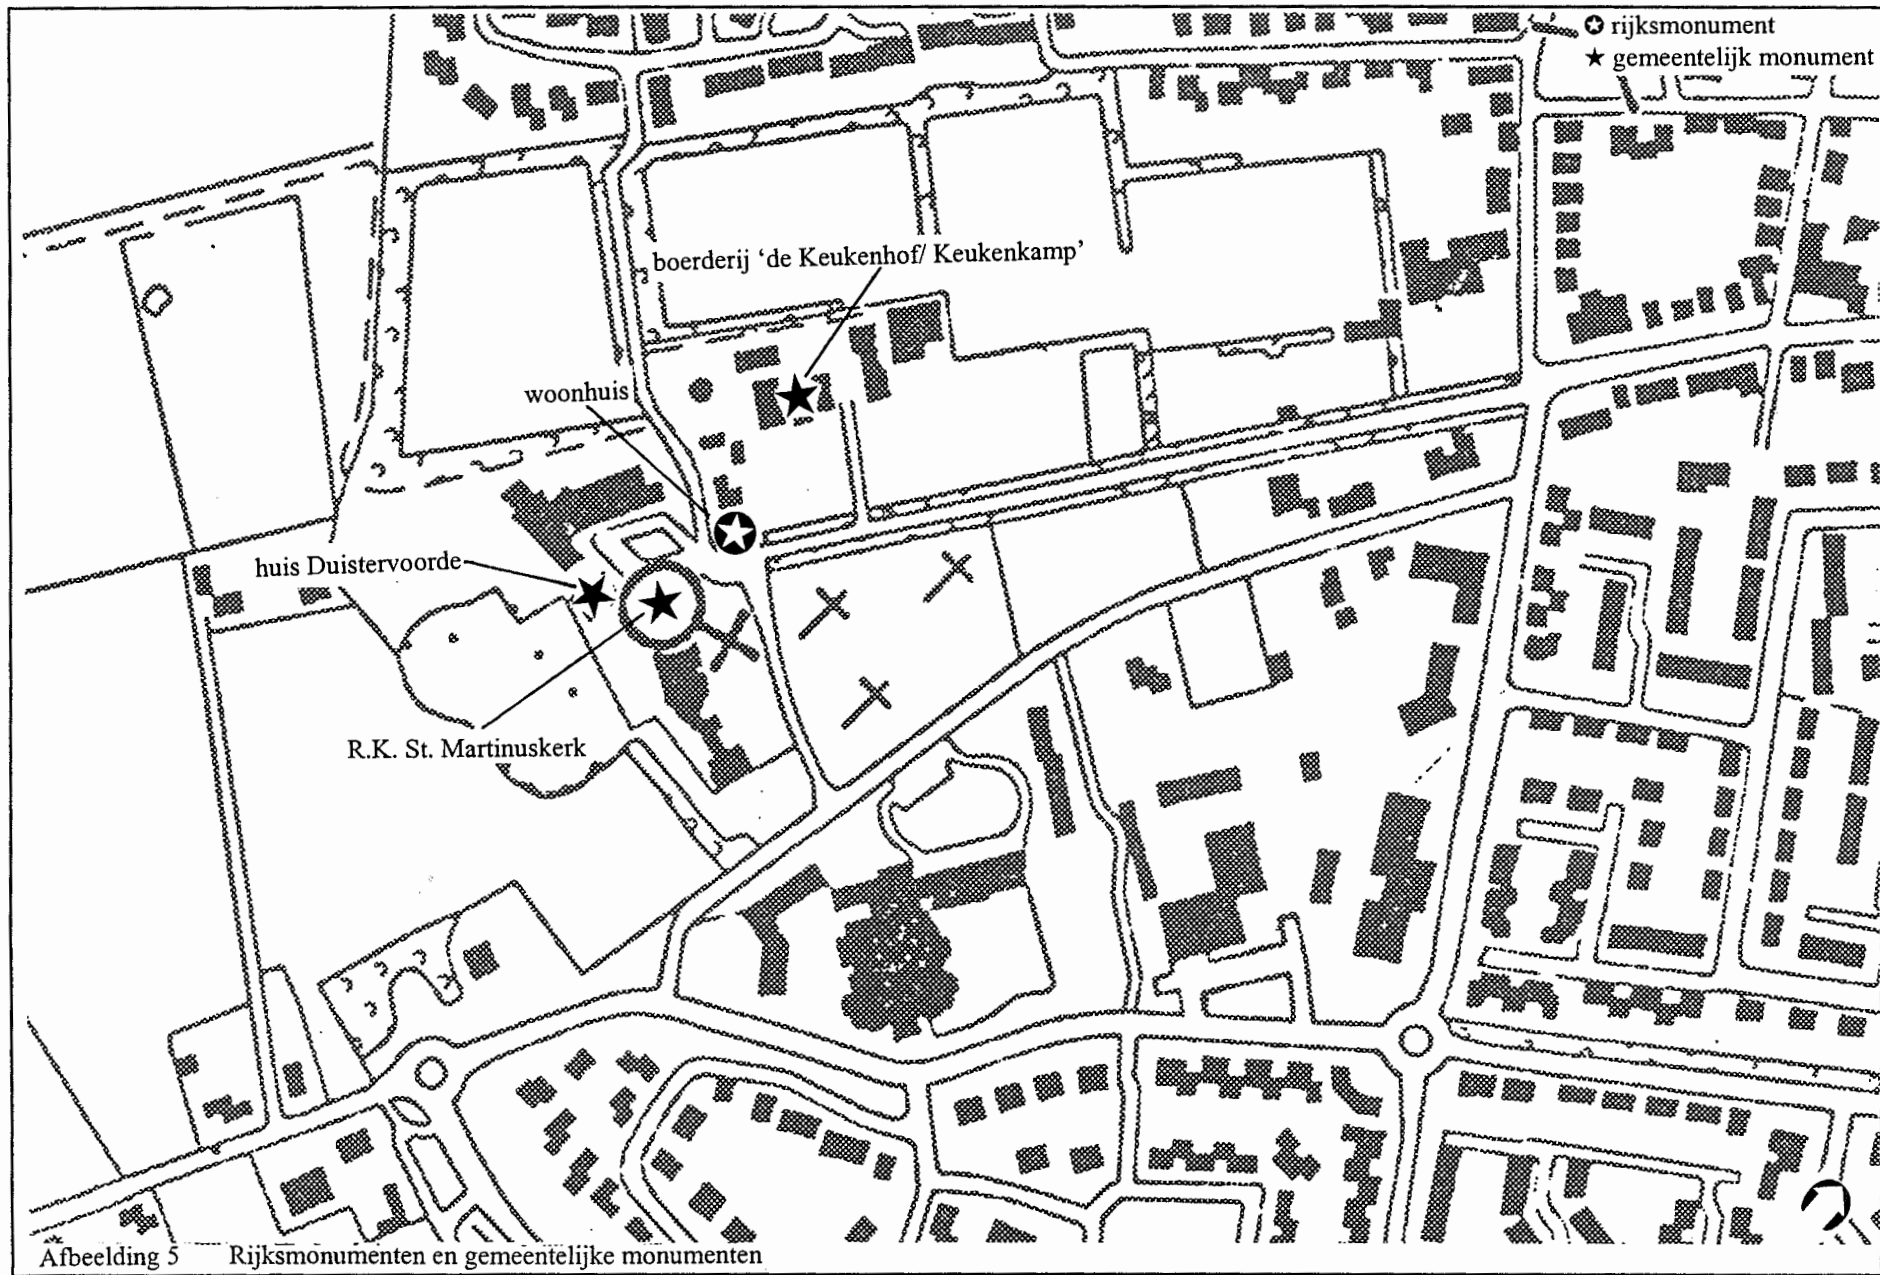 rijksmonument
gemeentelijk monument
boerderij ‘de Keukenhof/ Keukenkamp’
woonhuis
huis Duistervoorde
R.K. St. Martinuskerk
Afbeelding 5 Rijksmonumenten en gemeentelijke monumenten